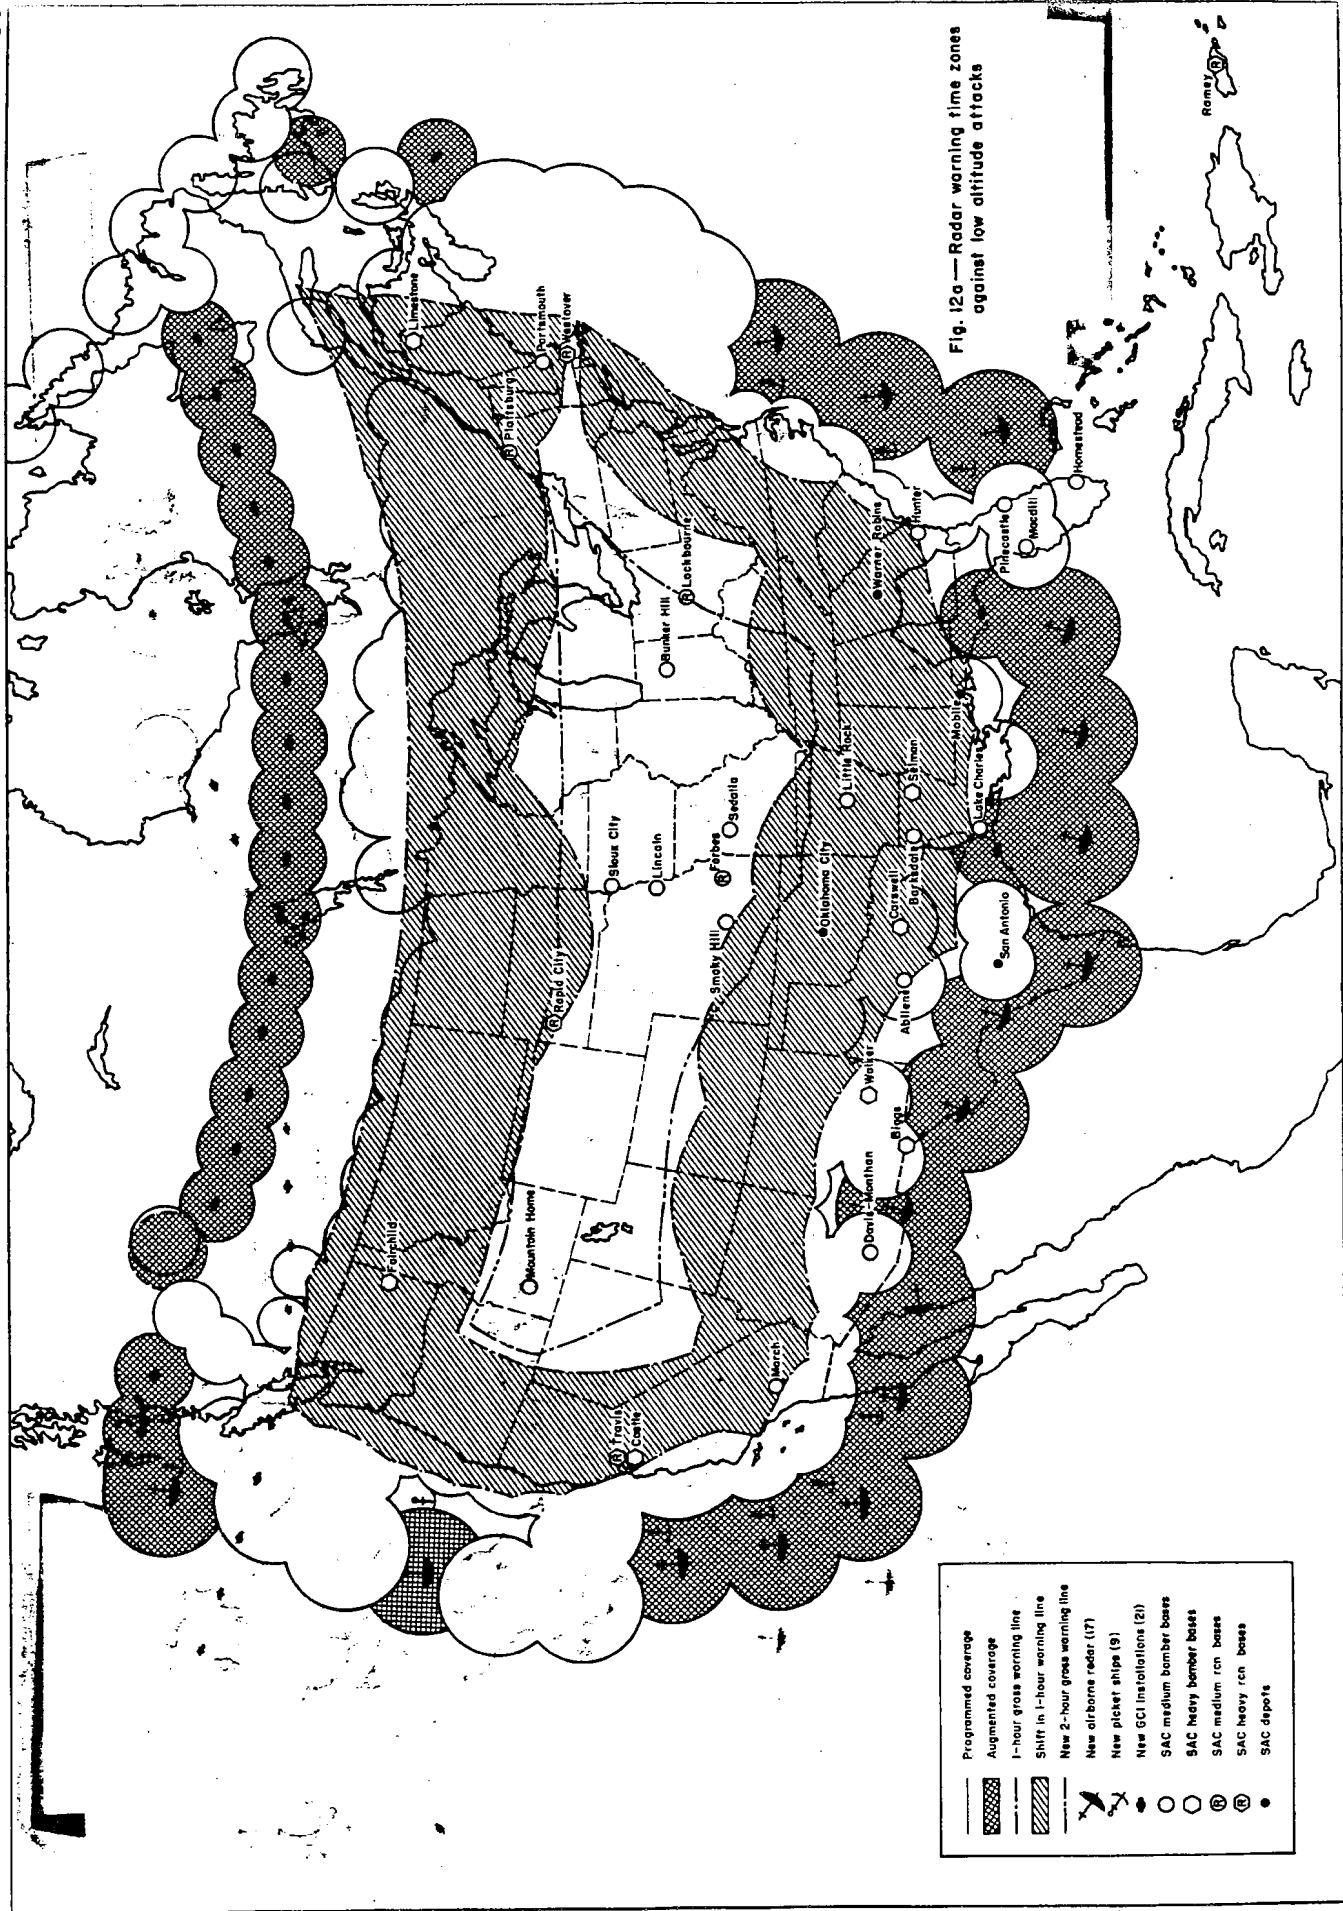 Fig. 12a — Radar warning time zones
against low altitude attacks
Ramey
Limestone
Portsmouth
Westover
Plattsburg
Lockbourne
Bunker Hill
Hunter
Warner Robins
Pinecastle
Macdill
Homestead
Mobile
Little Rock
Selman
Lake Charles
Barksdale
Carswell
Oklahoma City
San Antonio
Abilene
Walker
Biggs
Davis-Monthan
Sedalia
Forbes
Smoky Hill
Lincoln
Sioux City
Rapid City
Mountain Home
Fairchild
March
Travis
Castle
Programmed coverage
Augmented coverage
1-hour gross warning line
Shift in 1-hour warning line
New 2-hour gross warning line
New airborne radar (17)
New picket ships (9)
New GCI installations (21)
SAC medium bomber bases
SAC heavy bomber bases
R SAC medium rcn bases
R SAC heavy rcn bases
SAC depots